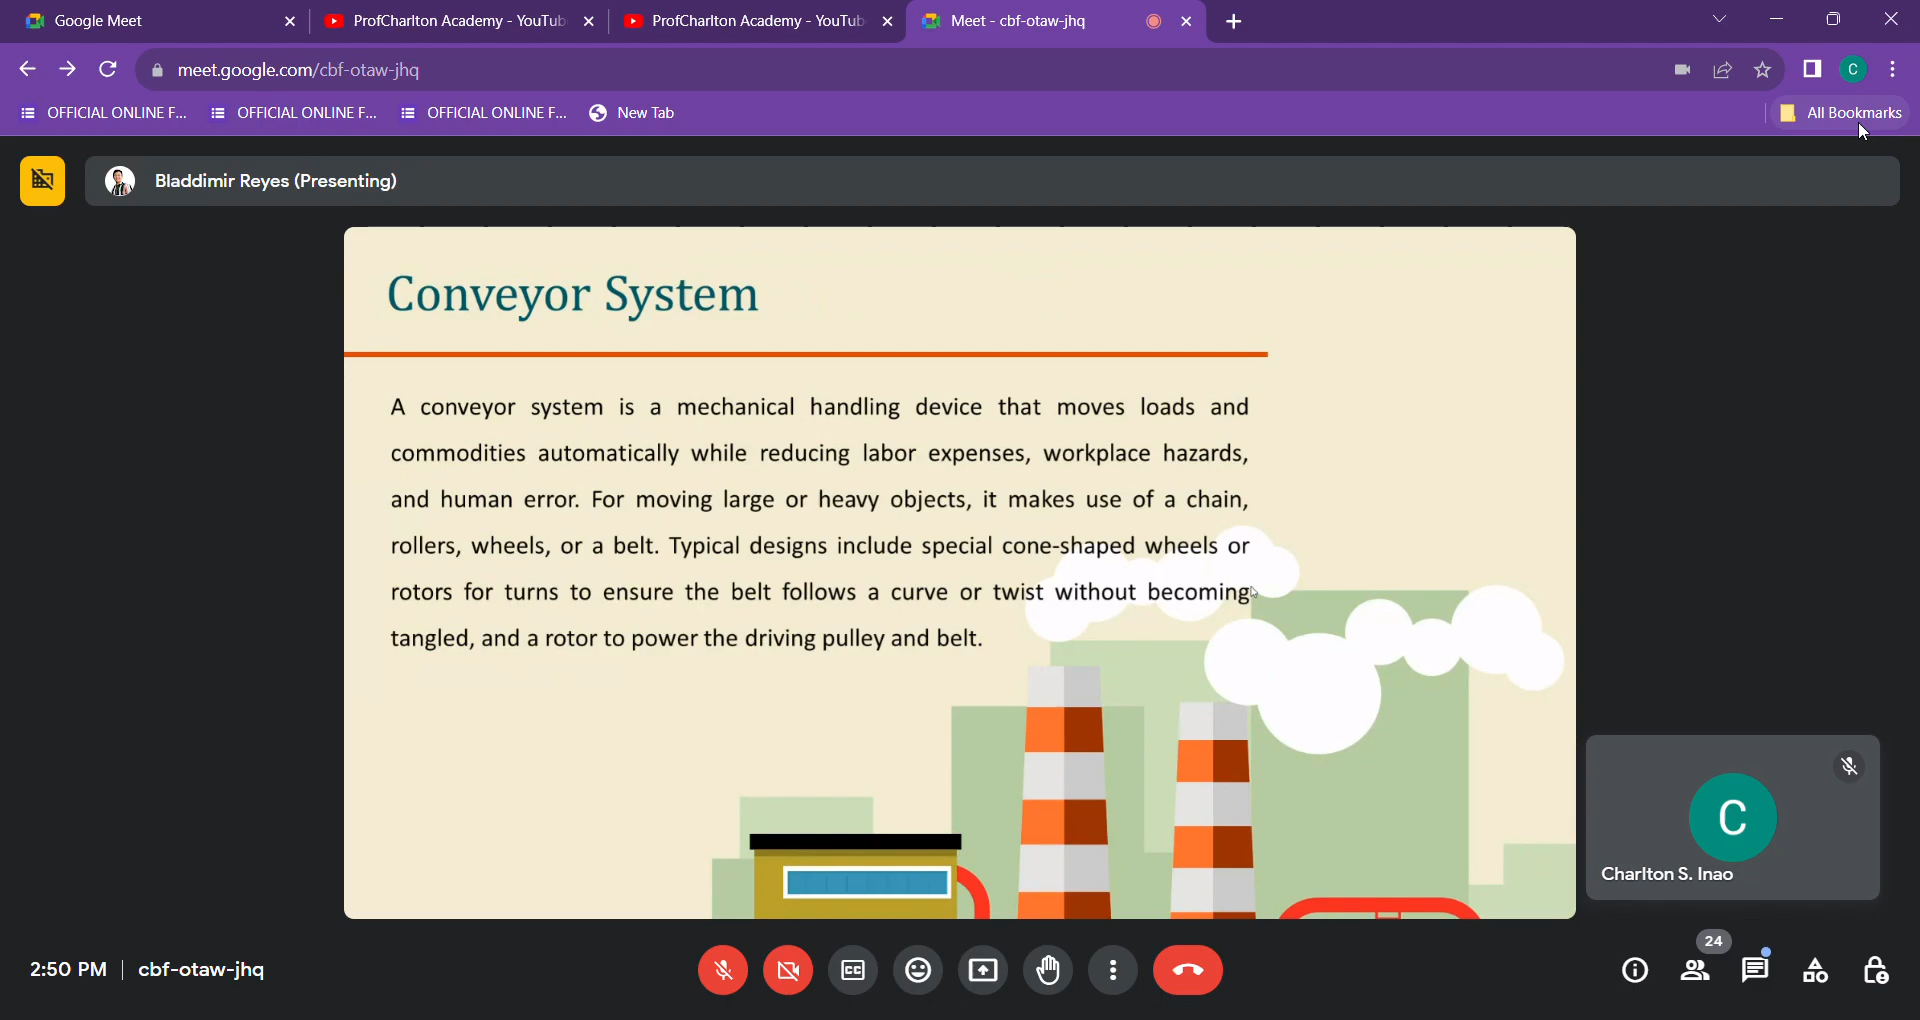 Google Meet
ProfCharlton Academy - YouTub
ProfCharlton Academy - YouTub
Meet - cbf-otaw-jhq
meet.google.com/cbf-otaw-jhq
C
OFFICIAL ONLINE F...
OFFICIAL ONLINE F...
OFFICIAL ONLINE F...
New Tab
All Bookmarks
Bladdimir Reyes (Presenting)
Conveyor System
A conveyor system is a mechanical handling device that moves loads and
commodities automatically while reducing labor expenses, workplace hazards,
and human error. For moving large or heavy objects, it makes use of a chain,
rollers, wheels, or a belt. Typical designs include special cone-shaped wheels or
rotors for turns to ensure the belt follows a curve or twist without becoming
tangled, and a rotor to power the driving pulley and belt.
C
Charlton S. Inao
2:50 PM | cbf-otaw-jhq
CC
24